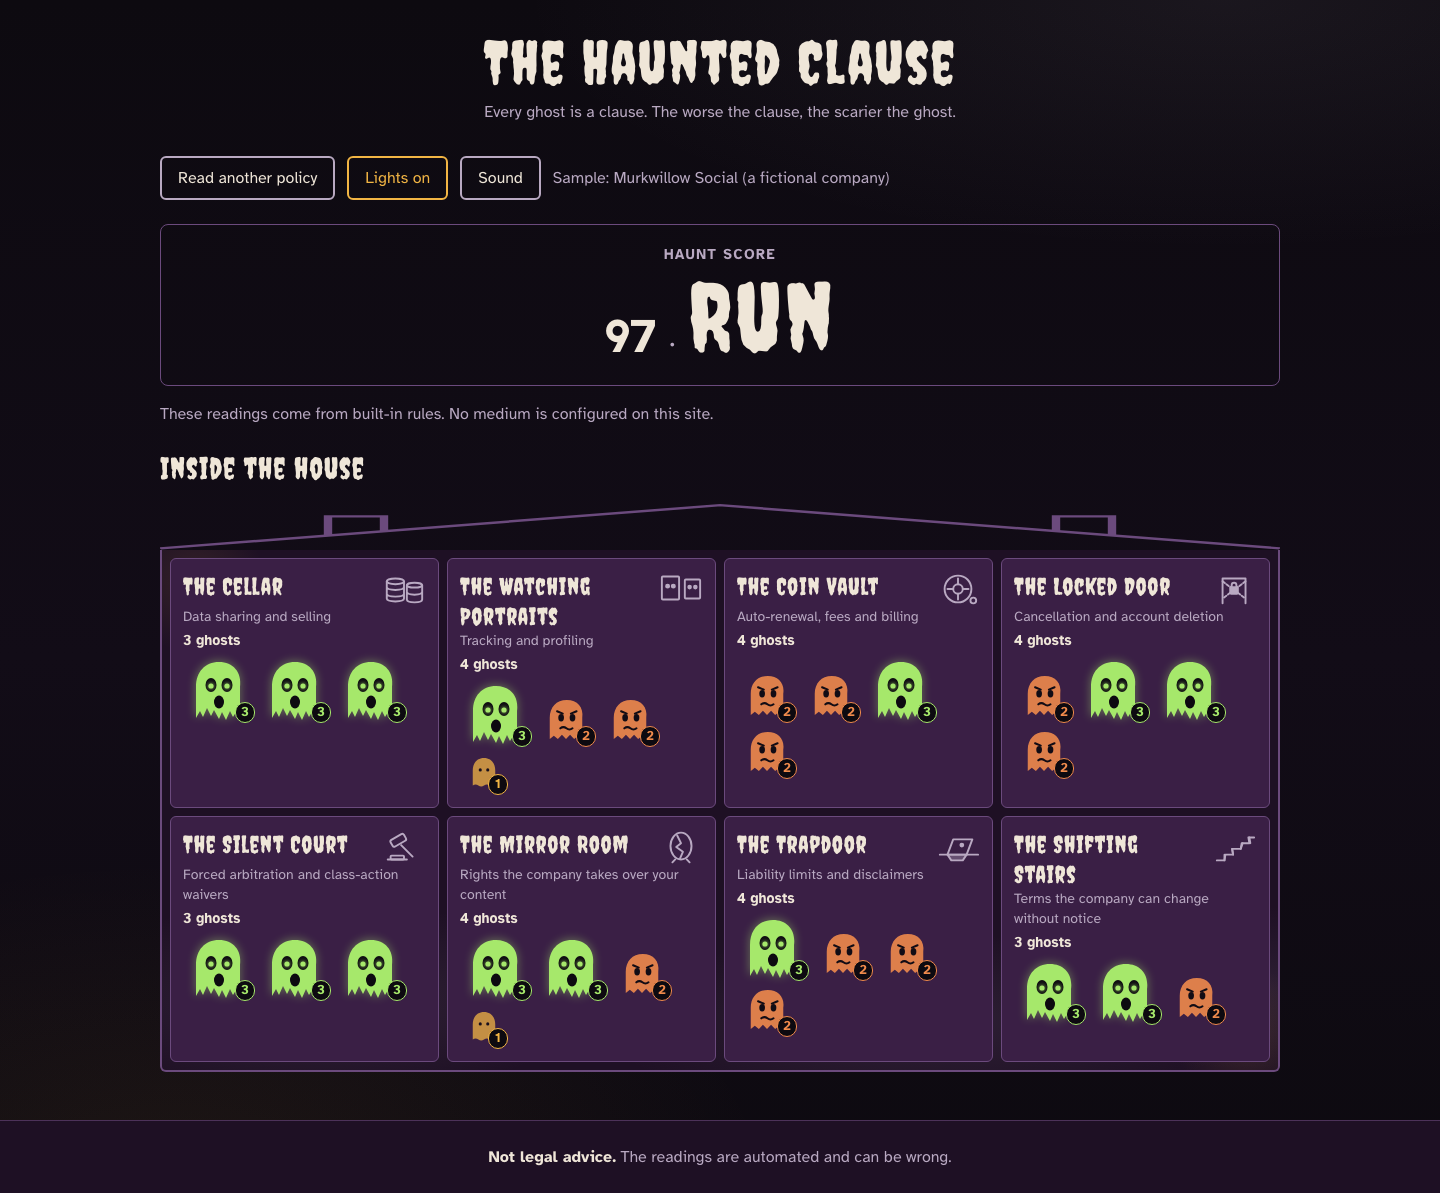 THE HAUNTED CLAUSE
Every ghost is a clause. The worse the clause, the scarier the ghost.
Read another policy
Lights on
Sound
Sample: Murkwillow Social (a fictional company)
HAUNT SCORE
97 · RUN
These readings come from built-in rules. No medium is configured on this site.
INSIDE THE HOUSE
THE CELLAR
Data sharing and selling
3 ghosts
3 3 3
THE WATCHING
PORTRAITS
Tracking and profiling
4 ghosts
3 2 2
1
THE COIN VAULT
Auto-renewal, fees and billing
4 ghosts
2 2 3
2
THE LOCKED DOOR
Cancellation and account deletion
4 ghosts
2 3 3
2
THE SILENT COURT
Forced arbitration and class-action
waivers
3 ghosts
3 3 3
THE MIRROR ROOM
Rights the company takes over your
content
4 ghosts
3 3 2
1
THE TRAPDOOR
Liability limits and disclaimers
4 ghosts
3 2 2
2
THE SHIFTING
STAIRS
Terms the company can change
without notice
3 ghosts
3 3 2
Not legal advice. The readings are automated and can be wrong.